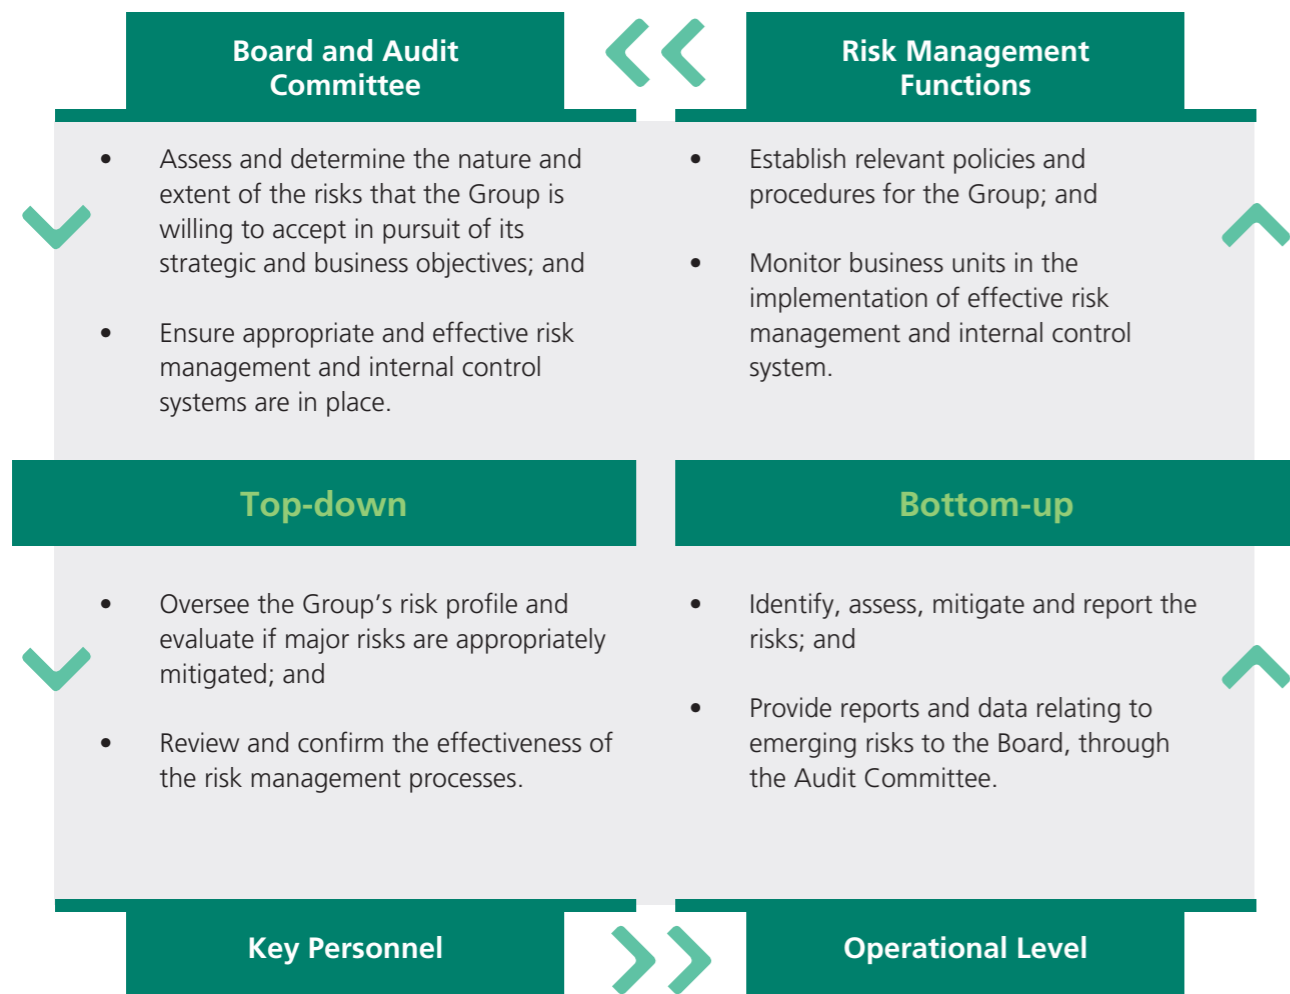 Board and Audit
Committee
Risk Management
Functions
• Assess and determine the nature and
extent of the risks that the Group is
willing to accept in pursuit of its
strategic and business objectives; and
• Ensure appropriate and effective risk
management and internal control
systems are in place.
• Establish relevant policies and
procedures for the Group; and
• Monitor business units in the
implementation of effective risk
management and internal control
system.
Top-down
Bottom-up
• Oversee the Group’s risk profile and
evaluate if major risks are appropriately
mitigated; and
• Review and confirm the effectiveness of
the risk management processes.
• Identify, assess, mitigate and report the
risks; and
• Provide reports and data relating to
emerging risks to the Board, through
the Audit Committee.
Key Personnel
Operational Level